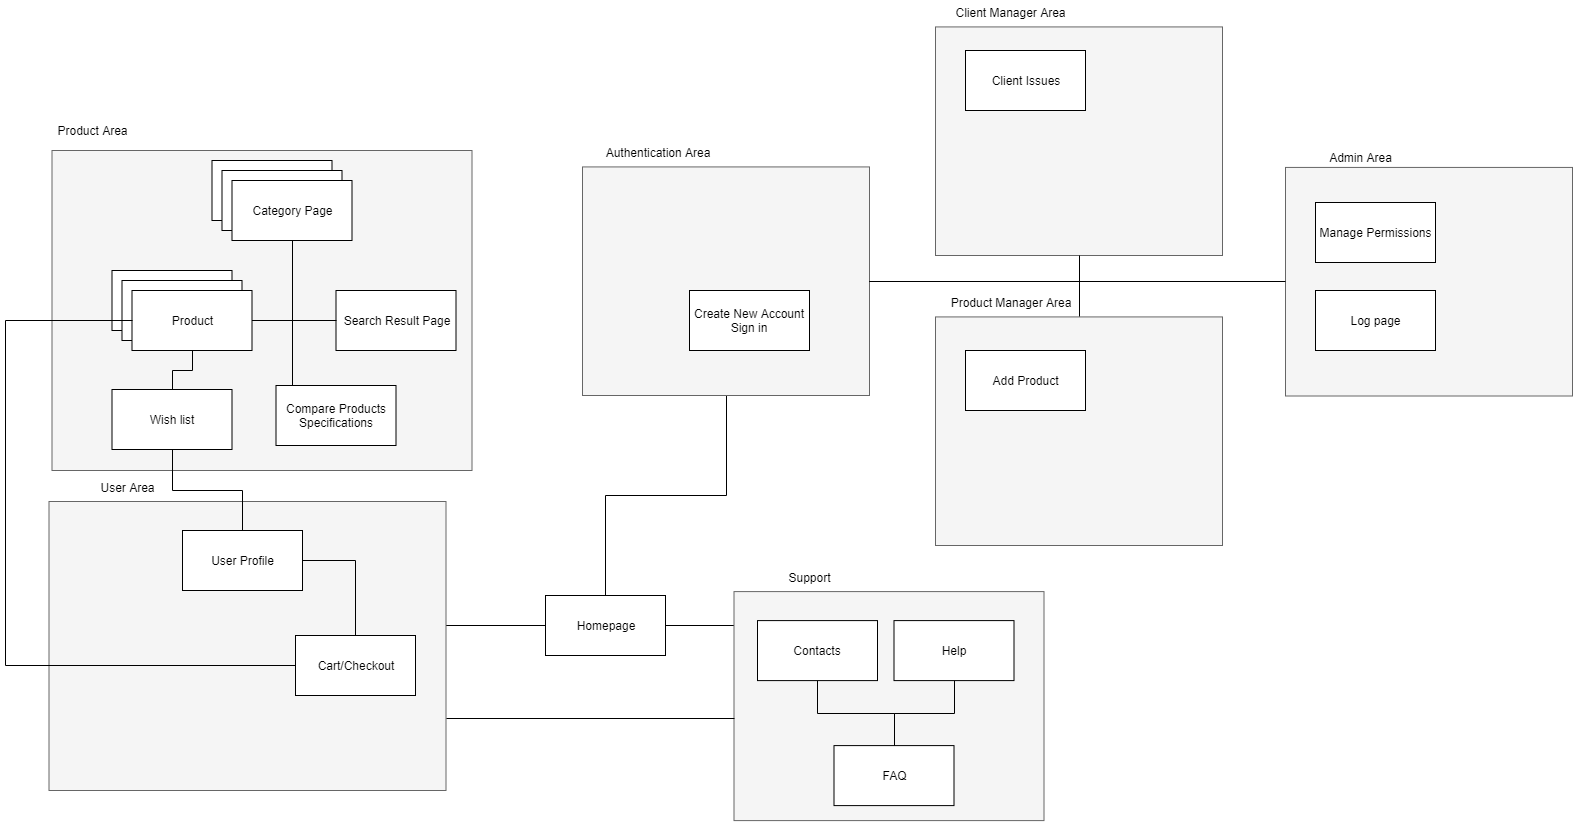 Client Manager Area
Client Issues
Product Area
Category Page
Product
Search Result Page
Wish list
Compare Products
Specifications
Authentication Area
Create New Account
Sign in
Admin Area
Manage Permissions
Log page
Product Manager Area
Add Product
User Area
User Profile
Cart/Checkout
Homepage
Support
Contacts
Help
FAQ